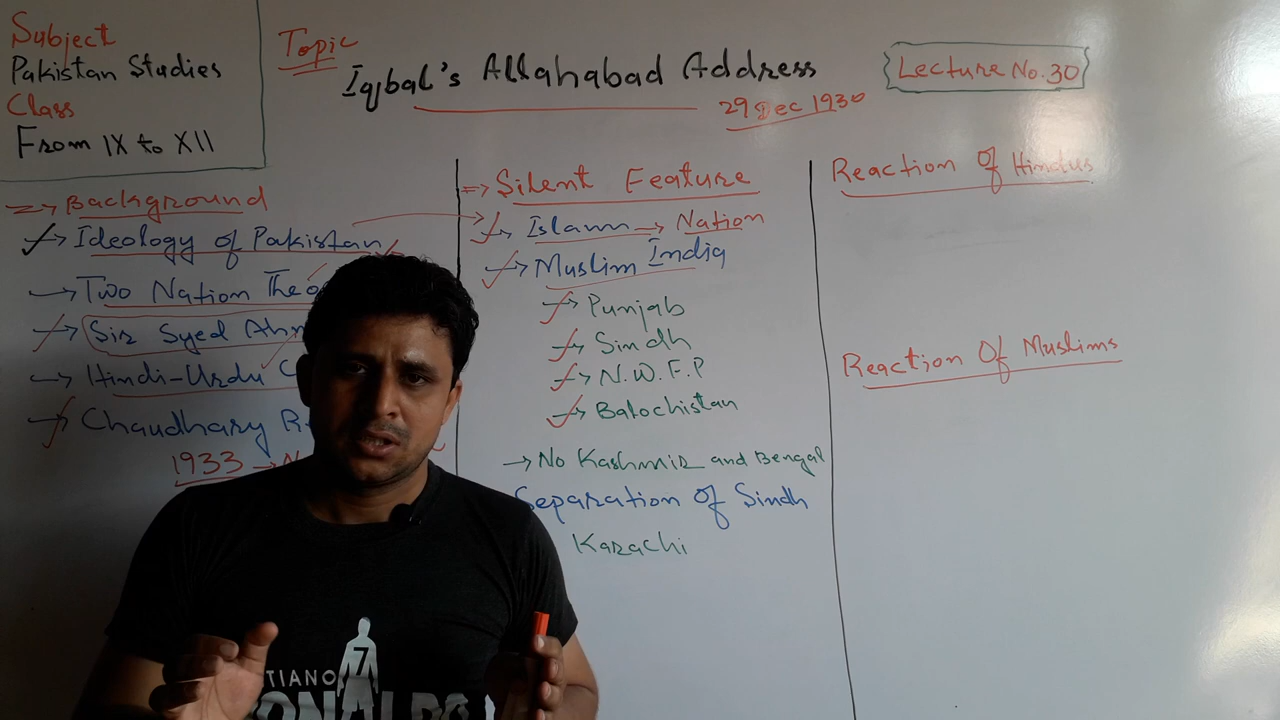 Subject
Pakistan Studies
Class
From IX to XII
Topic
Iqbal's Allahabad Address
29 Dec 1930
Lecture No. 30
Background
Ideology of Pakistan
Two Nation
Sir Syed
Hindi-Urdu
Chaudhary
1933
Silent Feature
Islam → Nation
Muslim India
Punjab
Sindh
N.W.F.P
Balochistan
No Kashmir and Bengal
Separation of Sindh
Karachi
Reaction Of Hindus
Reaction Of Muslims
7